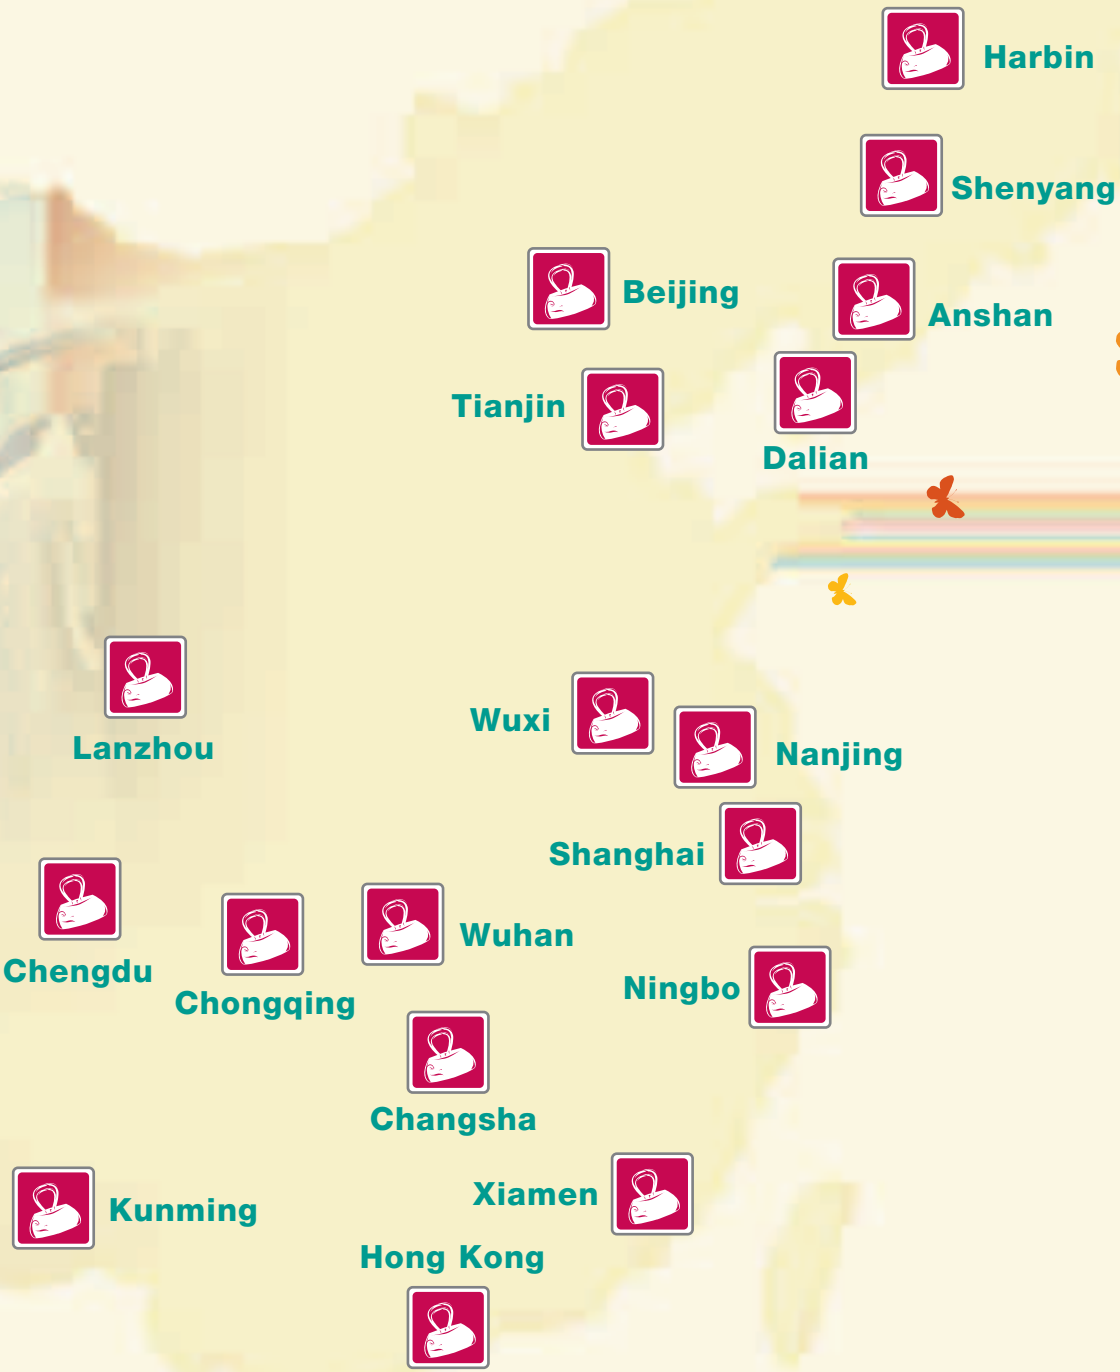 Harbin
Shenyang
Beijing
Anshan
Tianjin
Dalian
Wuxi
Lanzhou
Nanjing
Shanghai
Wuhan
Chengdu
Ningbo
Chongqing
Changsha
Xiamen
Kunming
Hong Kong